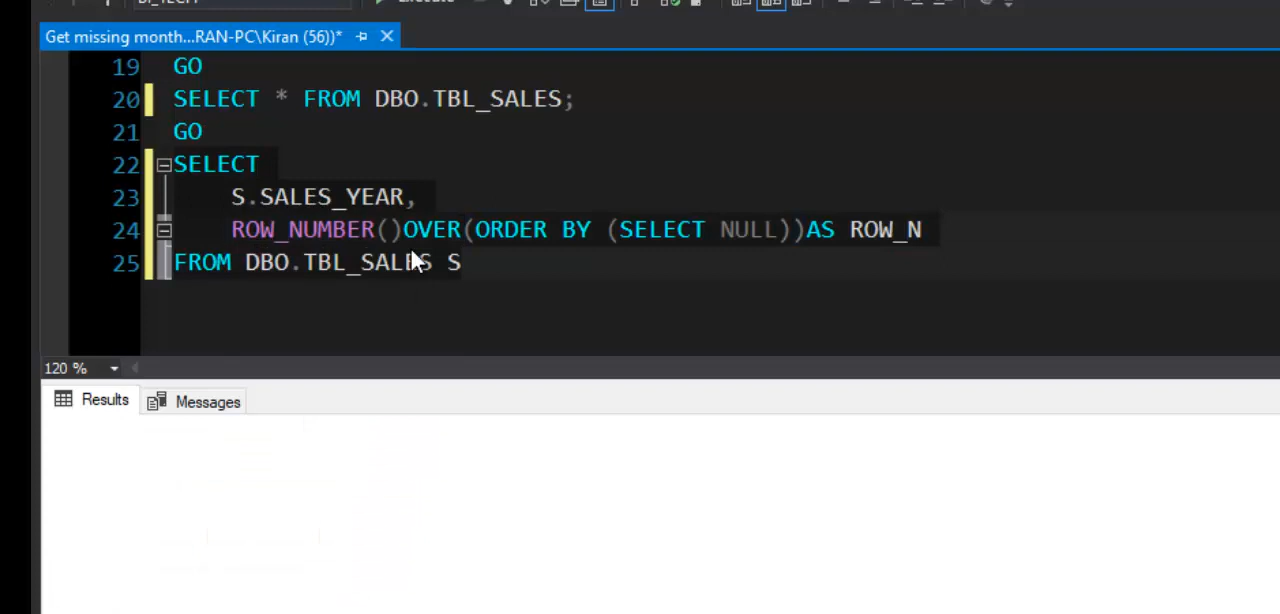 Get missing month...RAN-PC\Kiran (56))*
19 GO
20 SELECT * FROM DBO.TBL_SALES;
21 GO
22 SELECT
23 S.SALES_YEAR,
24 ROW_NUMBER()OVER(ORDER BY (SELECT NULL))AS ROW_N
25 FROM DBO.TBL_SALES S
120 %
Results Messages